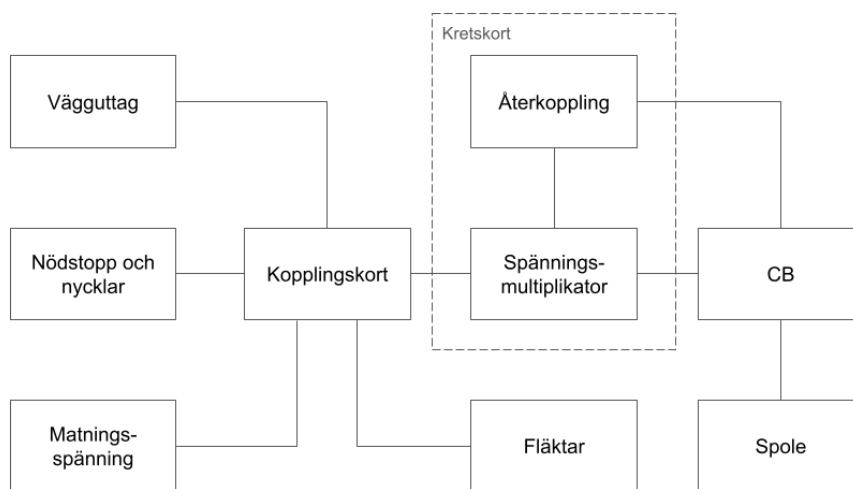 Kretskort
Vägguttag
Återkoppling
Nödstopp och
nycklar
Kopplingskort
Spännings-
multiplikator
CB
Matnings-
spänning
Fläktar
Spole